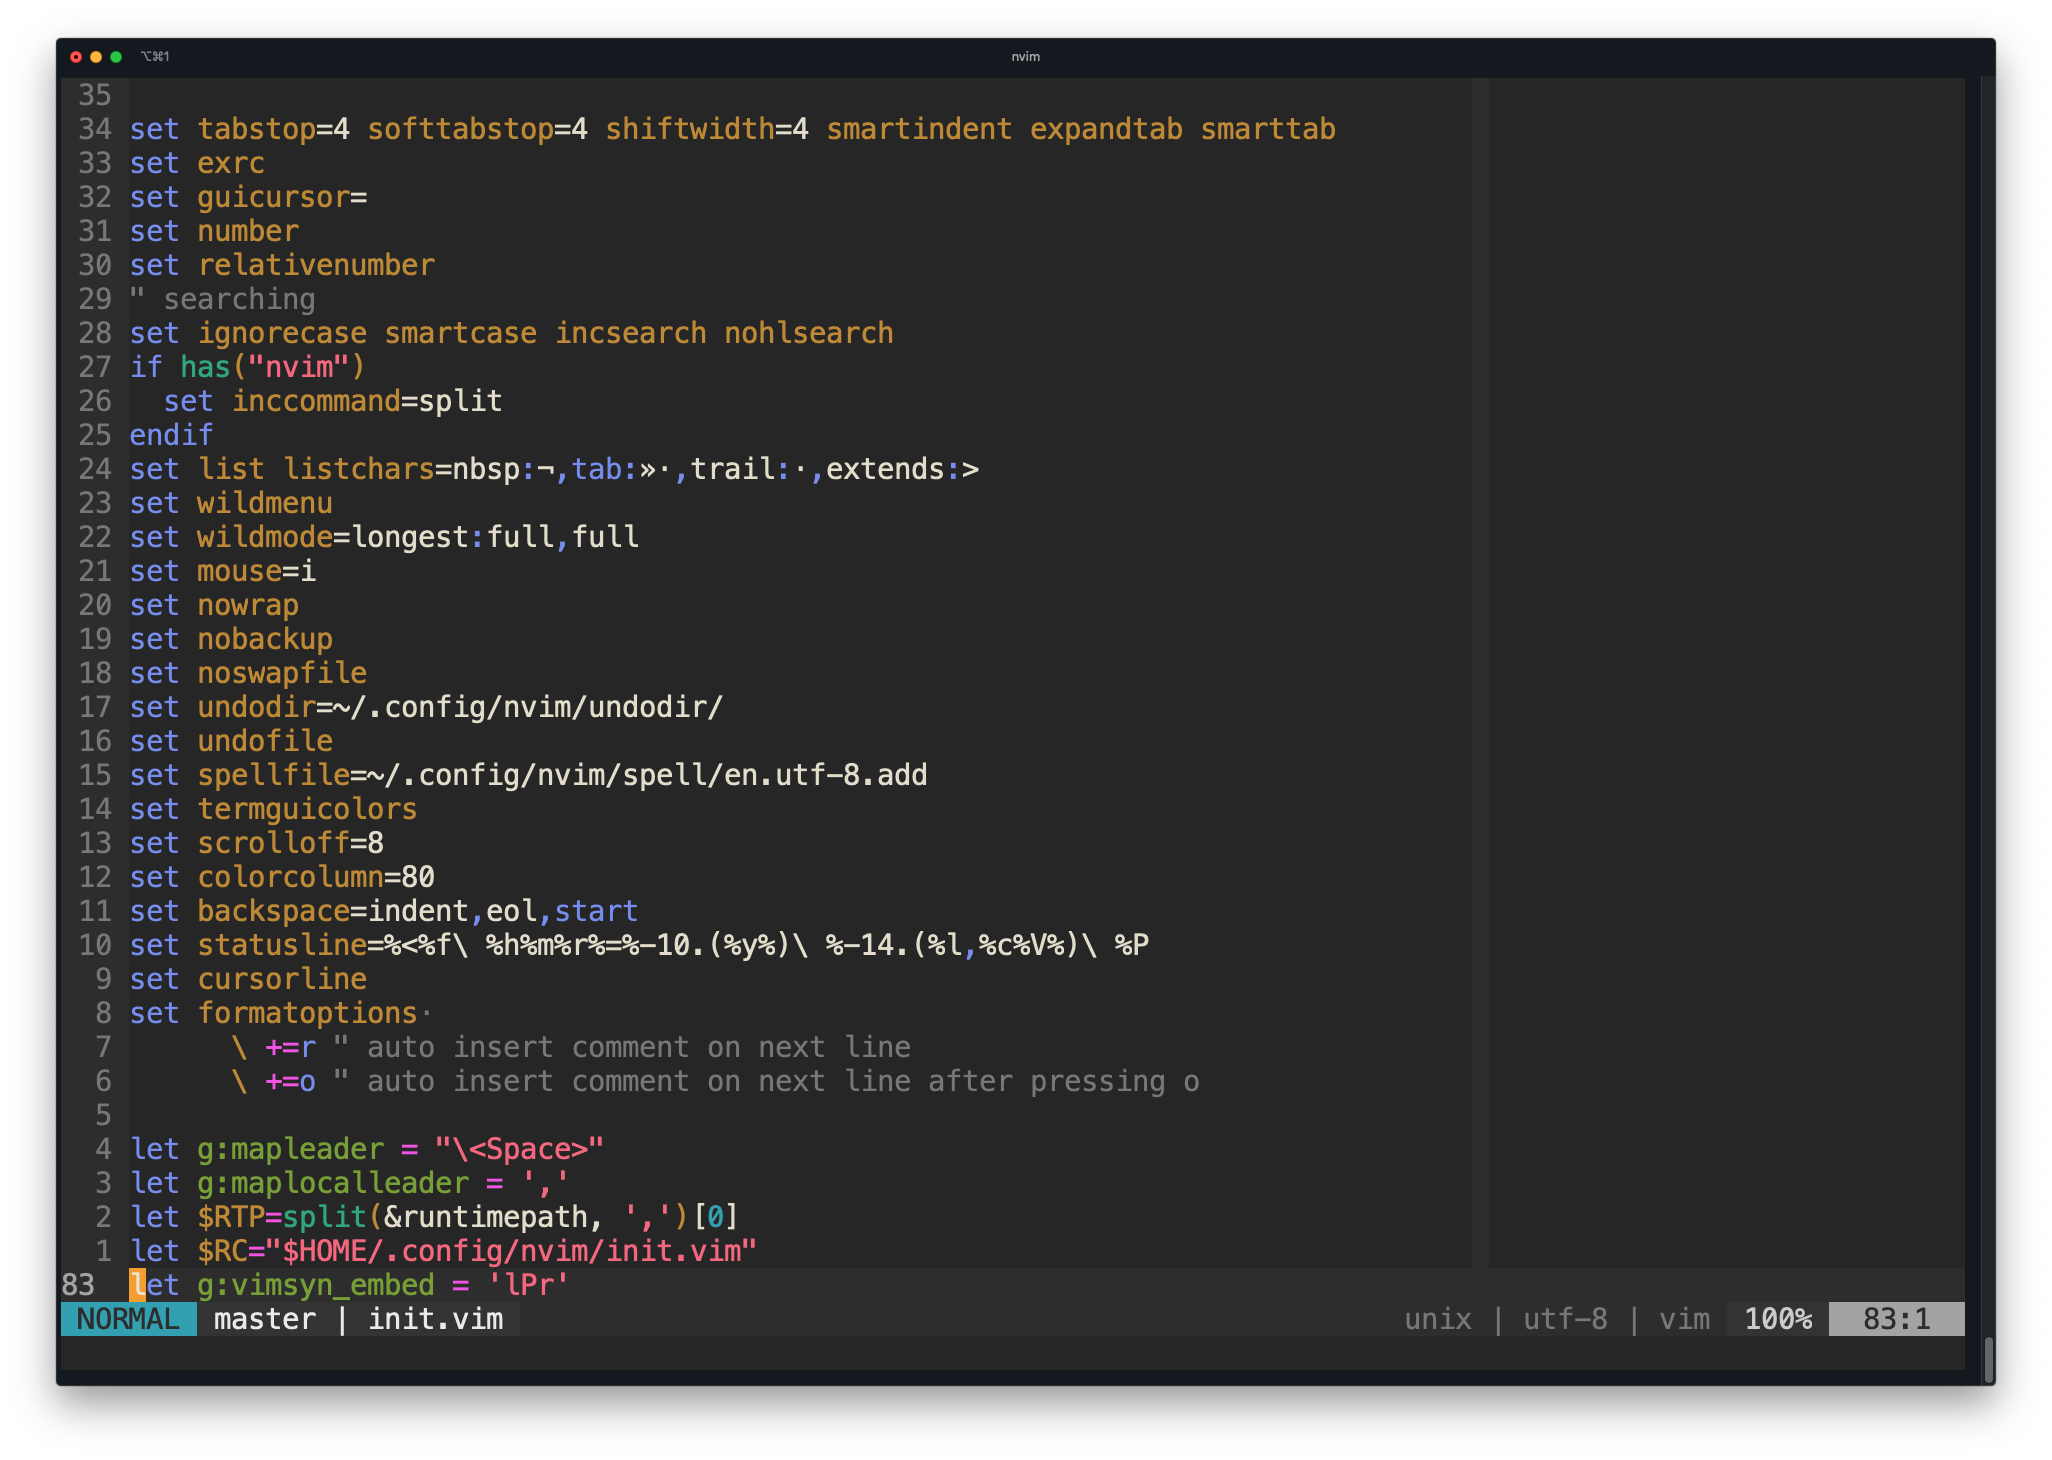 ⌥⌘1 nvim
35
34 set tabstop=4 softtabstop=4 shiftwidth=4 smartindent expandtab smarttab
33 set exrc
32 set guicursor=
31 set number
30 set relativenumber
29 " searching
28 set ignorecase smartcase incsearch nohlsearch
27 if has("nvim")
26   set inccommand=split
25 endif
24 set list listchars=nbsp:¬,tab:»·,trail:·,extends:>
23 set wildmenu
22 set wildmode=longest:full,full
21 set mouse=i
20 set nowrap
19 set nobackup
18 set noswapfile
17 set undodir=~/.config/nvim/undodir/
16 set undofile
15 set spellfile=~/.config/nvim/spell/en.utf-8.add
14 set termguicolors
13 set scrolloff=8
12 set colorcolumn=80
11 set backspace=indent,eol,start
10 set statusline=%<%f\ %h%m%r%=%-10.(%y%)\ %-14.(%l,%c%V%)\ %P
9 set cursorline
8 set formatoptions·
7       \ +=r " auto insert comment on next line
6       \ +=o " auto insert comment on next line after pressing o
5
4 let g:mapleader = "\<Space>"
3 let g:maplocalleader = ','
2 let $RTP=split(&runtimepath, ',')[0]
1 let $RC="$HOME/.config/nvim/init.vim"
83 let g:vimsyn_embed = 'lPr'
NORMAL master | init.vim unix | utf-8 | vim 100% 83:1